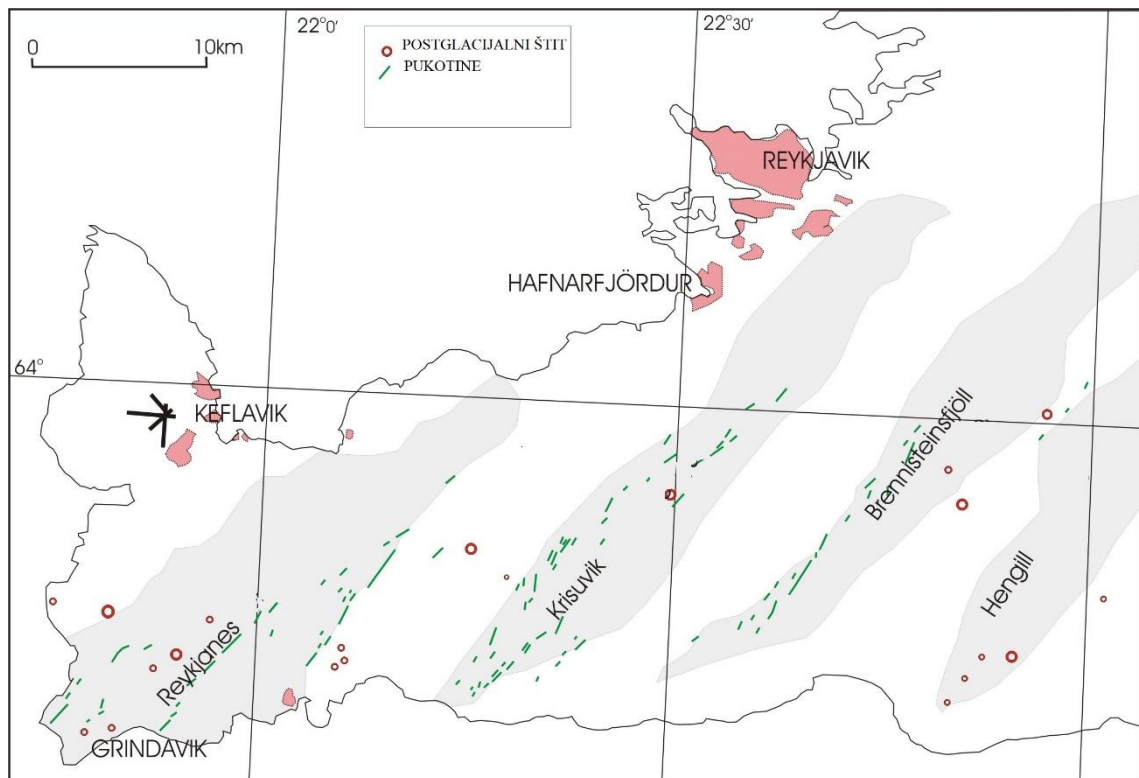 0
10km
22°0'
22°30'
POSTGLACIJALNI ŠTIT
PUKOTINE
REYKJAVIK
HAFNARFJÖRDUR
64°
KEFLAVIK
Brennisteinsfjöll
Krisuvik
Hengill
Reykjanes
GRINDAVIK